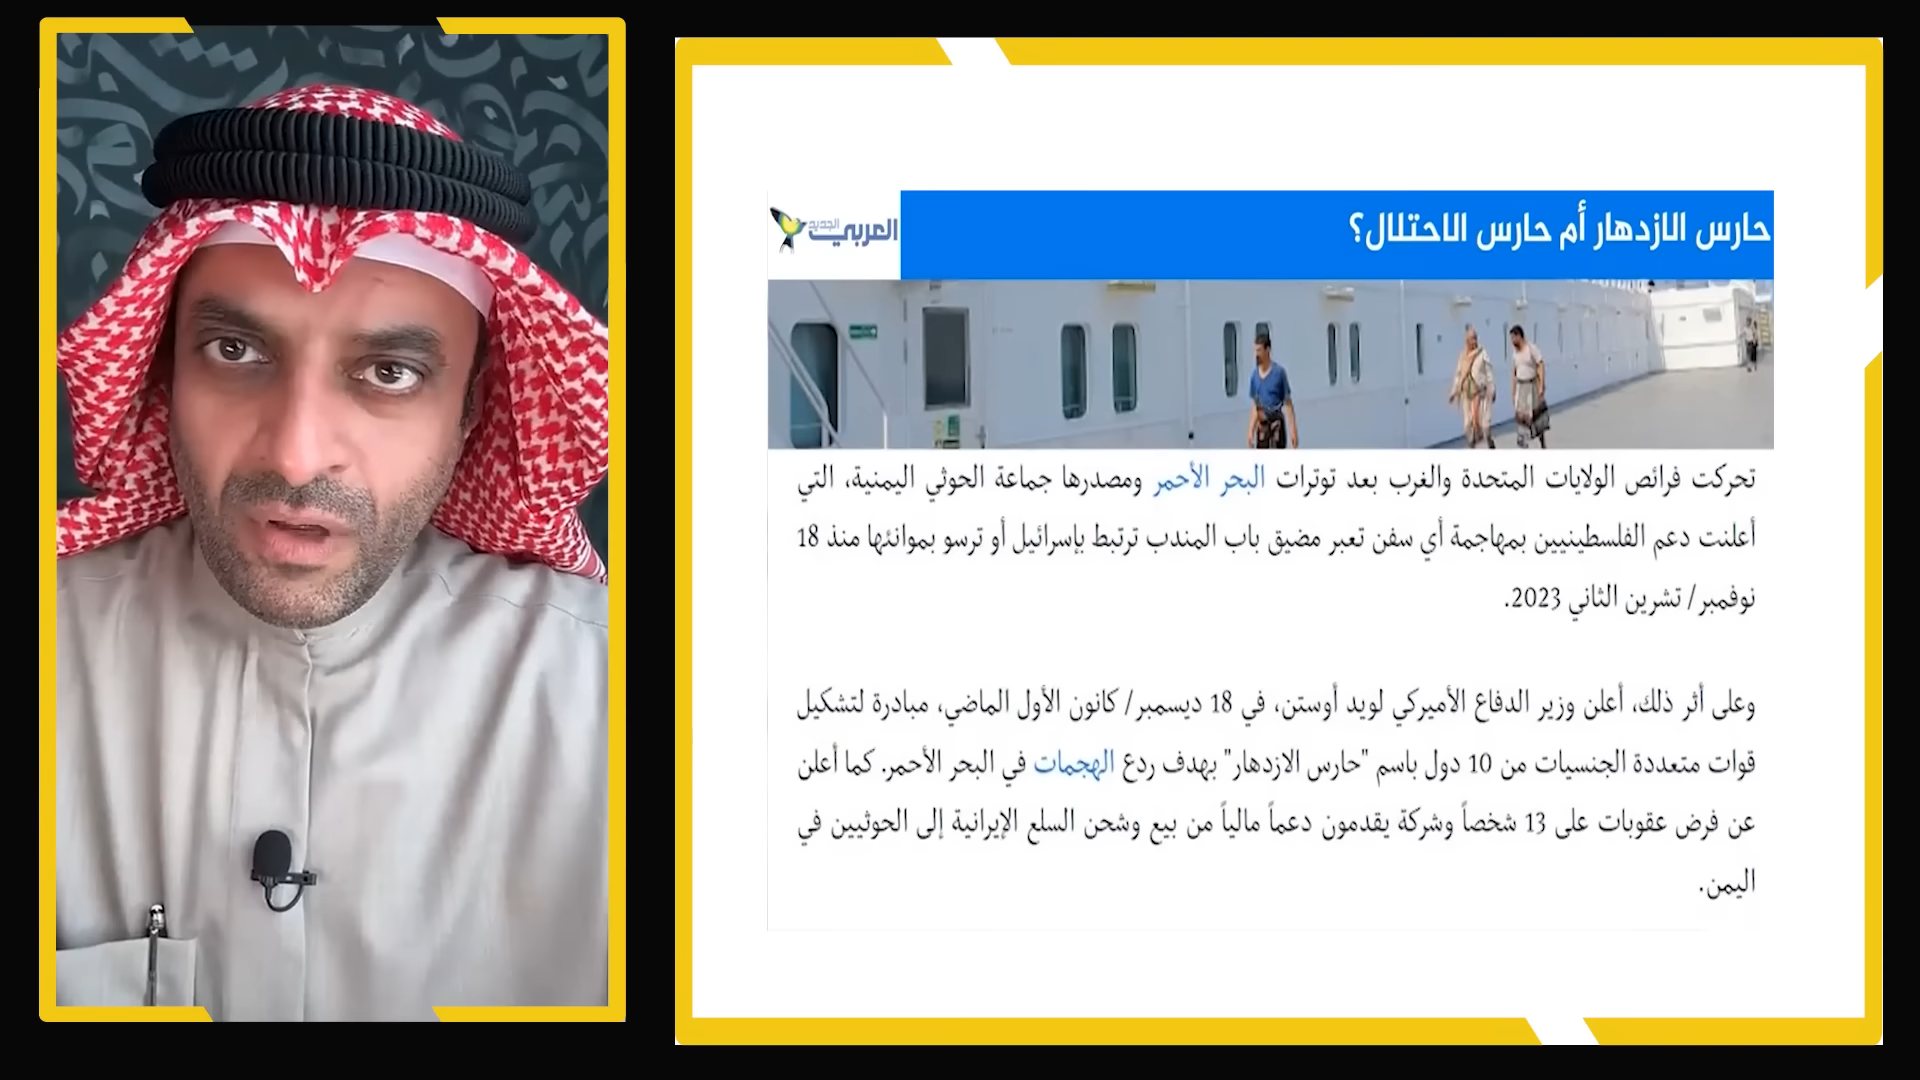 حارس الازدهار أم حارس الاحتلال؟
العربي الجديد
تحركت فرائص الولايات المتحدة والغرب بعد توترات البحر الأحمر ومصدرها جماعة الحوثي اليمنية، التي
أعلنت دعم الفلسطينيين بمهاجمة أي سفن تعبر مضيق باب المندب ترتبط بإسرائيل أو ترسو بموانئها منذ 18
نوفمبر/ تشرين الثاني 2023.
وعلى أثر ذلك، أعلن وزير الدفاع الأميركي لويد أوستن، في 18 ديسمبر/ كانون الأول الماضي، مبادرة لتشكيل
قوات متعددة الجنسيات من 10 دول باسم "حارس الازدهار" بهدف ردع الهجمات في البحر الأحمر. كما أعلن
عن فرض عقوبات على 13 شخصاً وشركة يقدمون دعماً مالياً من بيع وشحن السلع الإيرانية إلى الحوثيين في
اليمن.